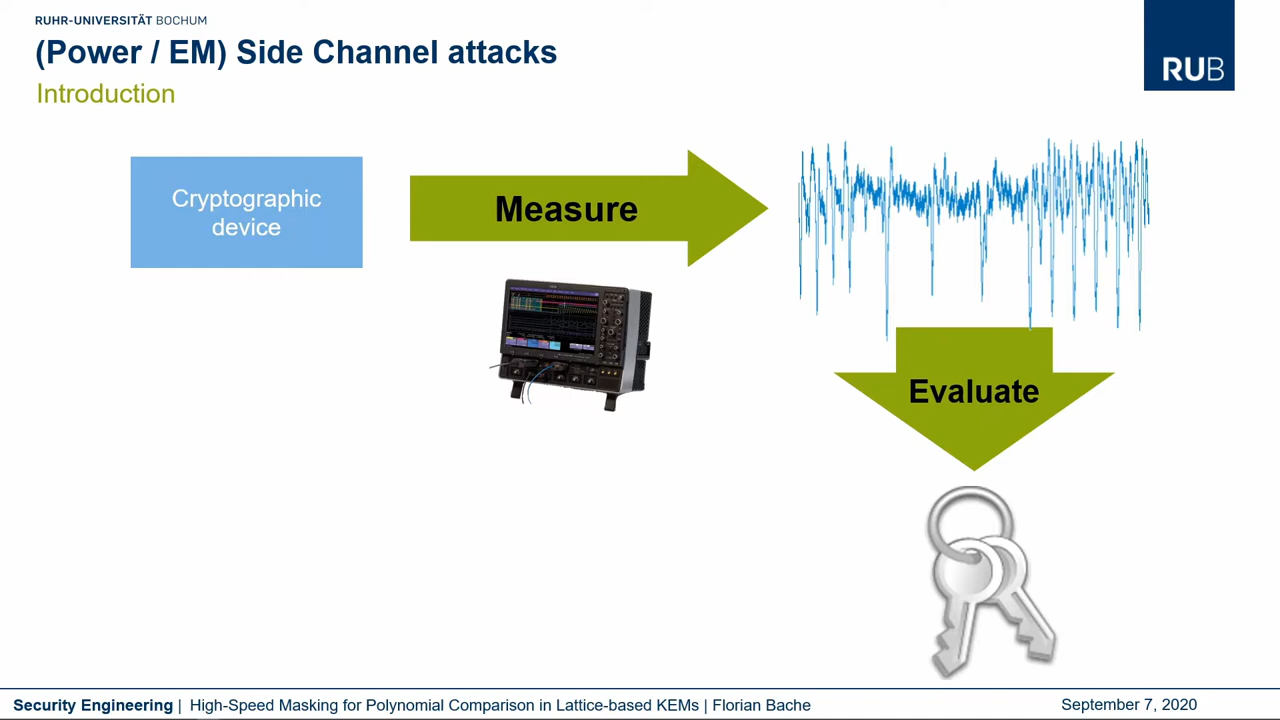 RUHR-UNIVERSITÄT BOCHUM
(Power / EM) Side Channel attacks
Introduction
RUB
Cryptographic
device
Measure
Evaluate
Security Engineering | High-Speed Masking for Polynomial Comparison in Lattice-based KEMs | Florian Bache
September 7, 2020